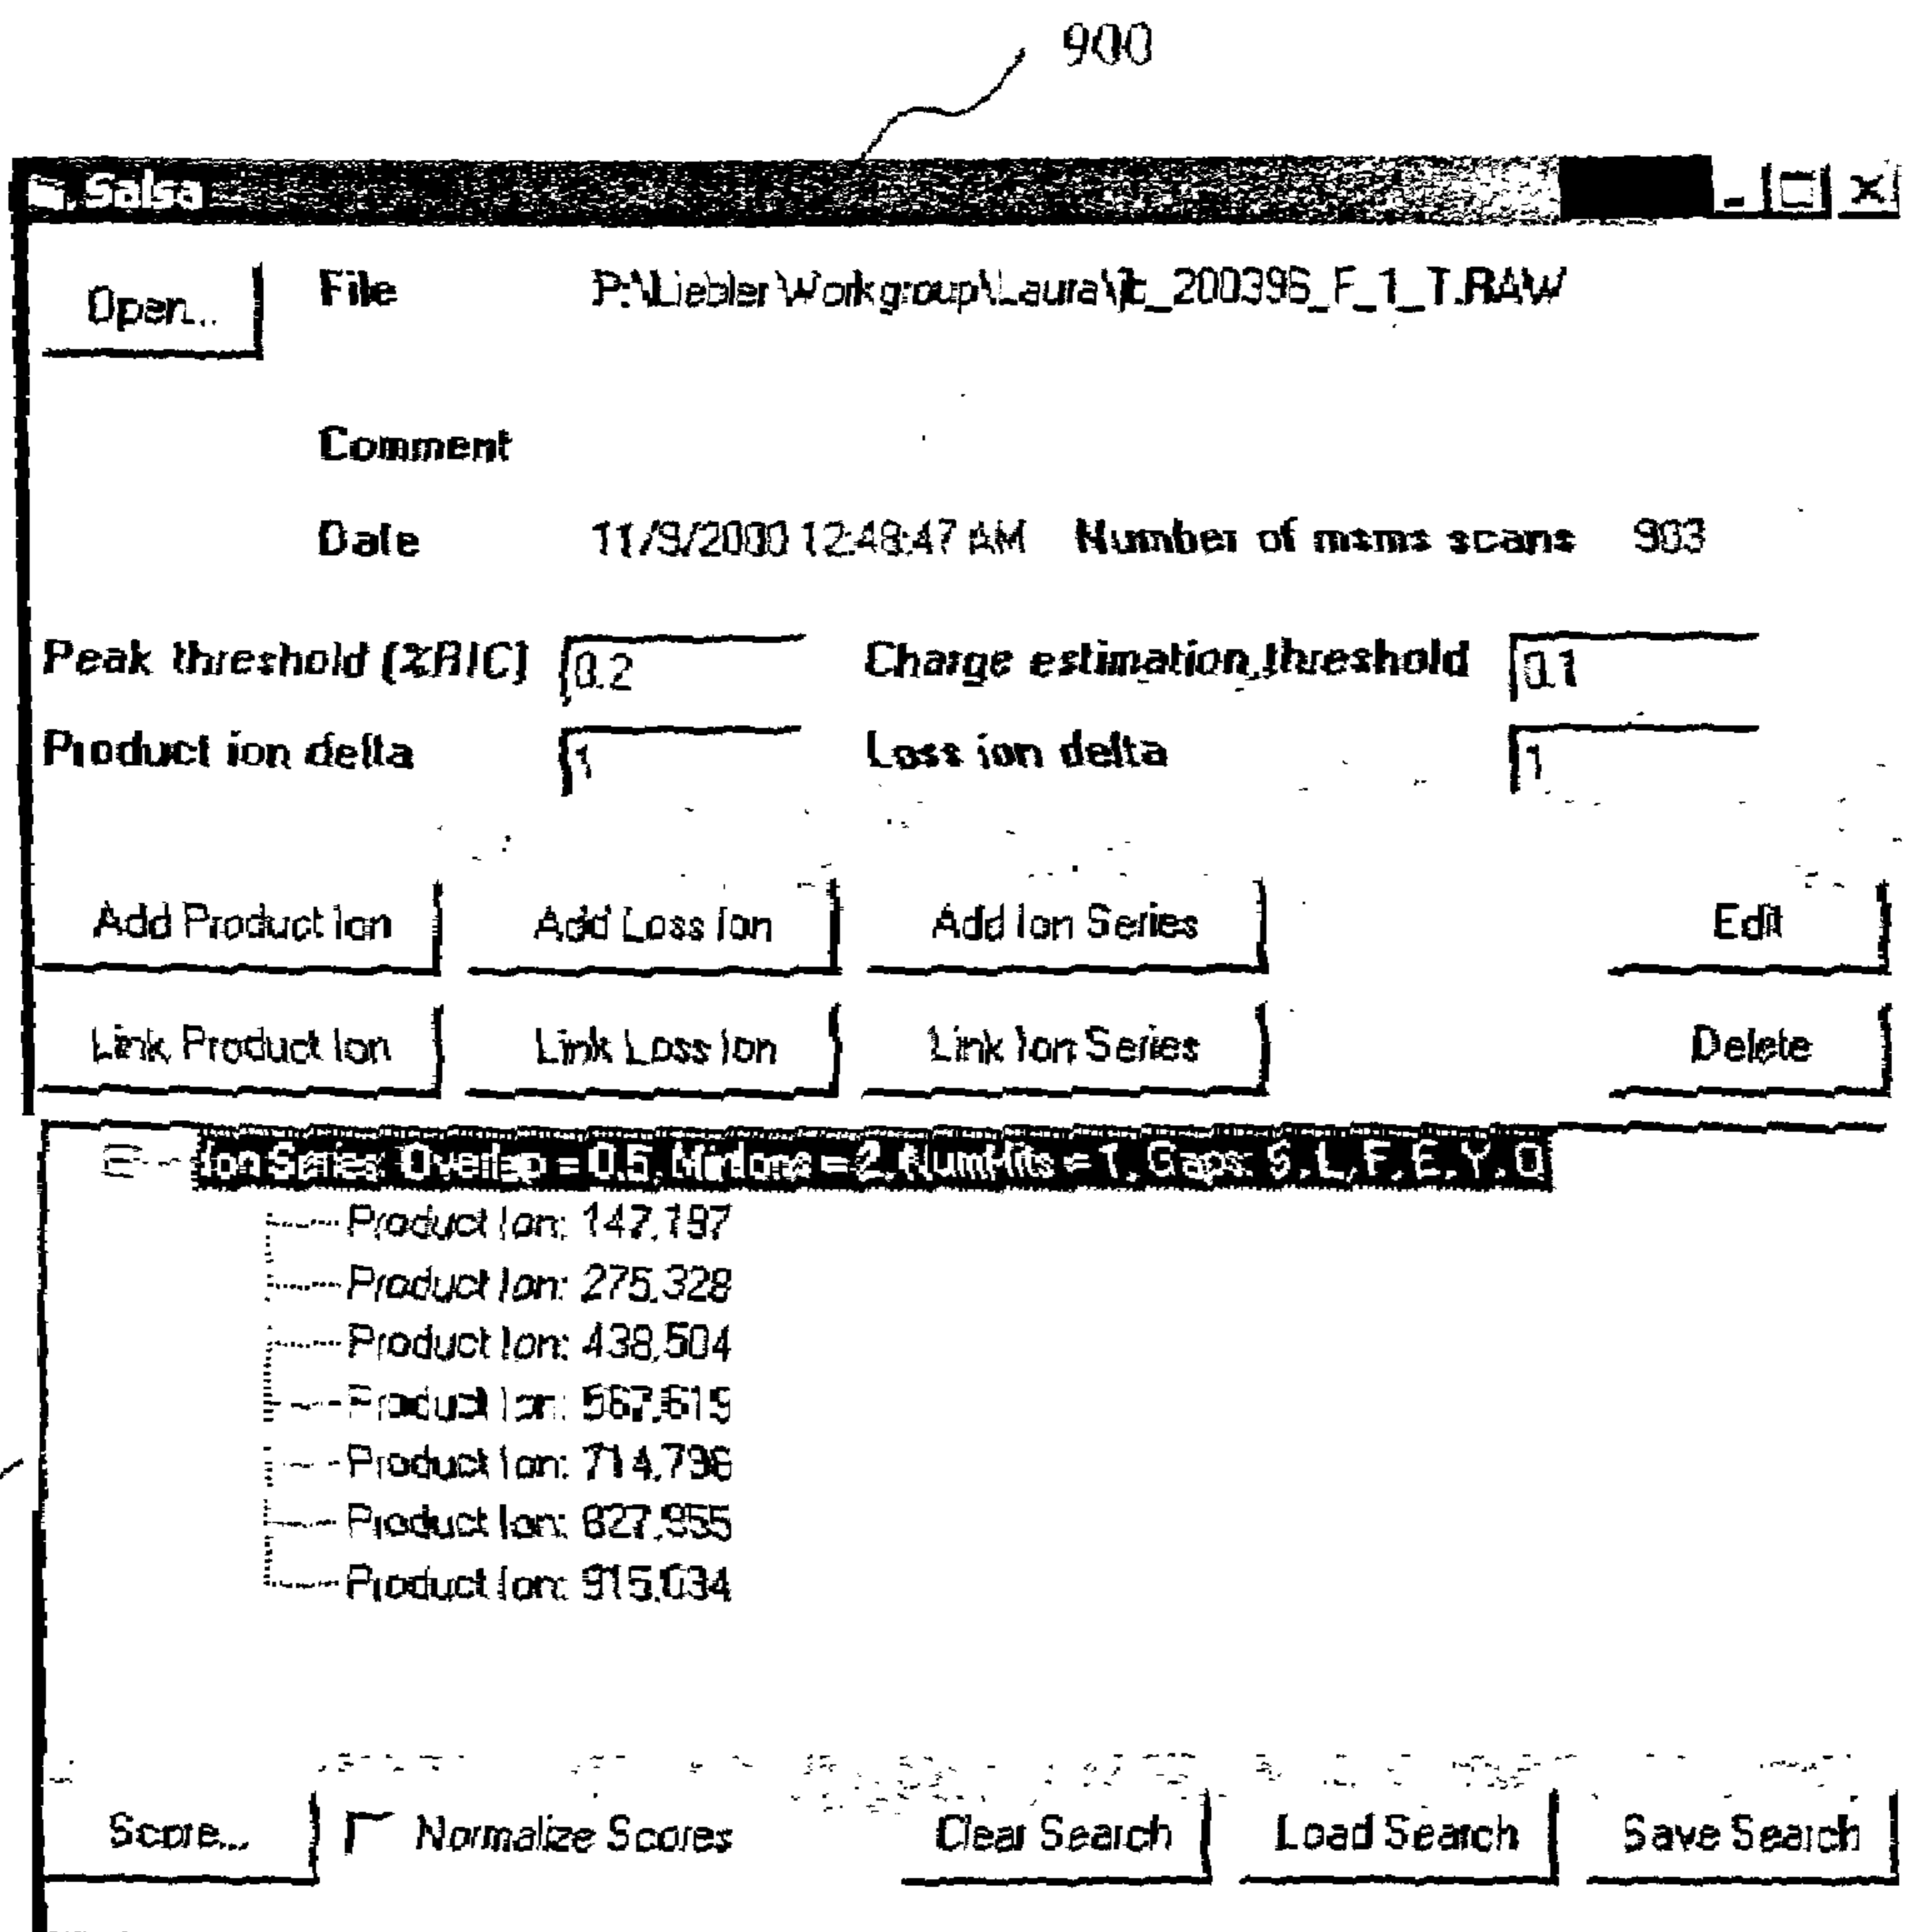 900
Salsa
Open... File P:\Liebler Workgroup\Laura\jt_200396_F_1_T.RAW
Comment
Date 11/9/2000 12:48:47 AM Number of msms scans 903
Peak threshold (%RIC) 0.2 Charge estimation threshold 0.1
Product ion delta 1 Loss ion delta 1
Add Product Ion Add Loss Ion Add Ion Series Edit
Link Product Ion Link Loss Ion Link Ion Series Delete
Ion Series: Overlap = 0.5, MinIons = 2, NumHits = 1, Gaps: S, L, F, E, Y, Q
Product Ion: 147.197
Product Ion: 275.328
Product Ion: 438.504
Product Ion: 567.619
Product Ion: 714.796
Product Ion: 827.955
Product Ion: 915.034
Score... Normalize Scores Clear Search Load Search Save Search